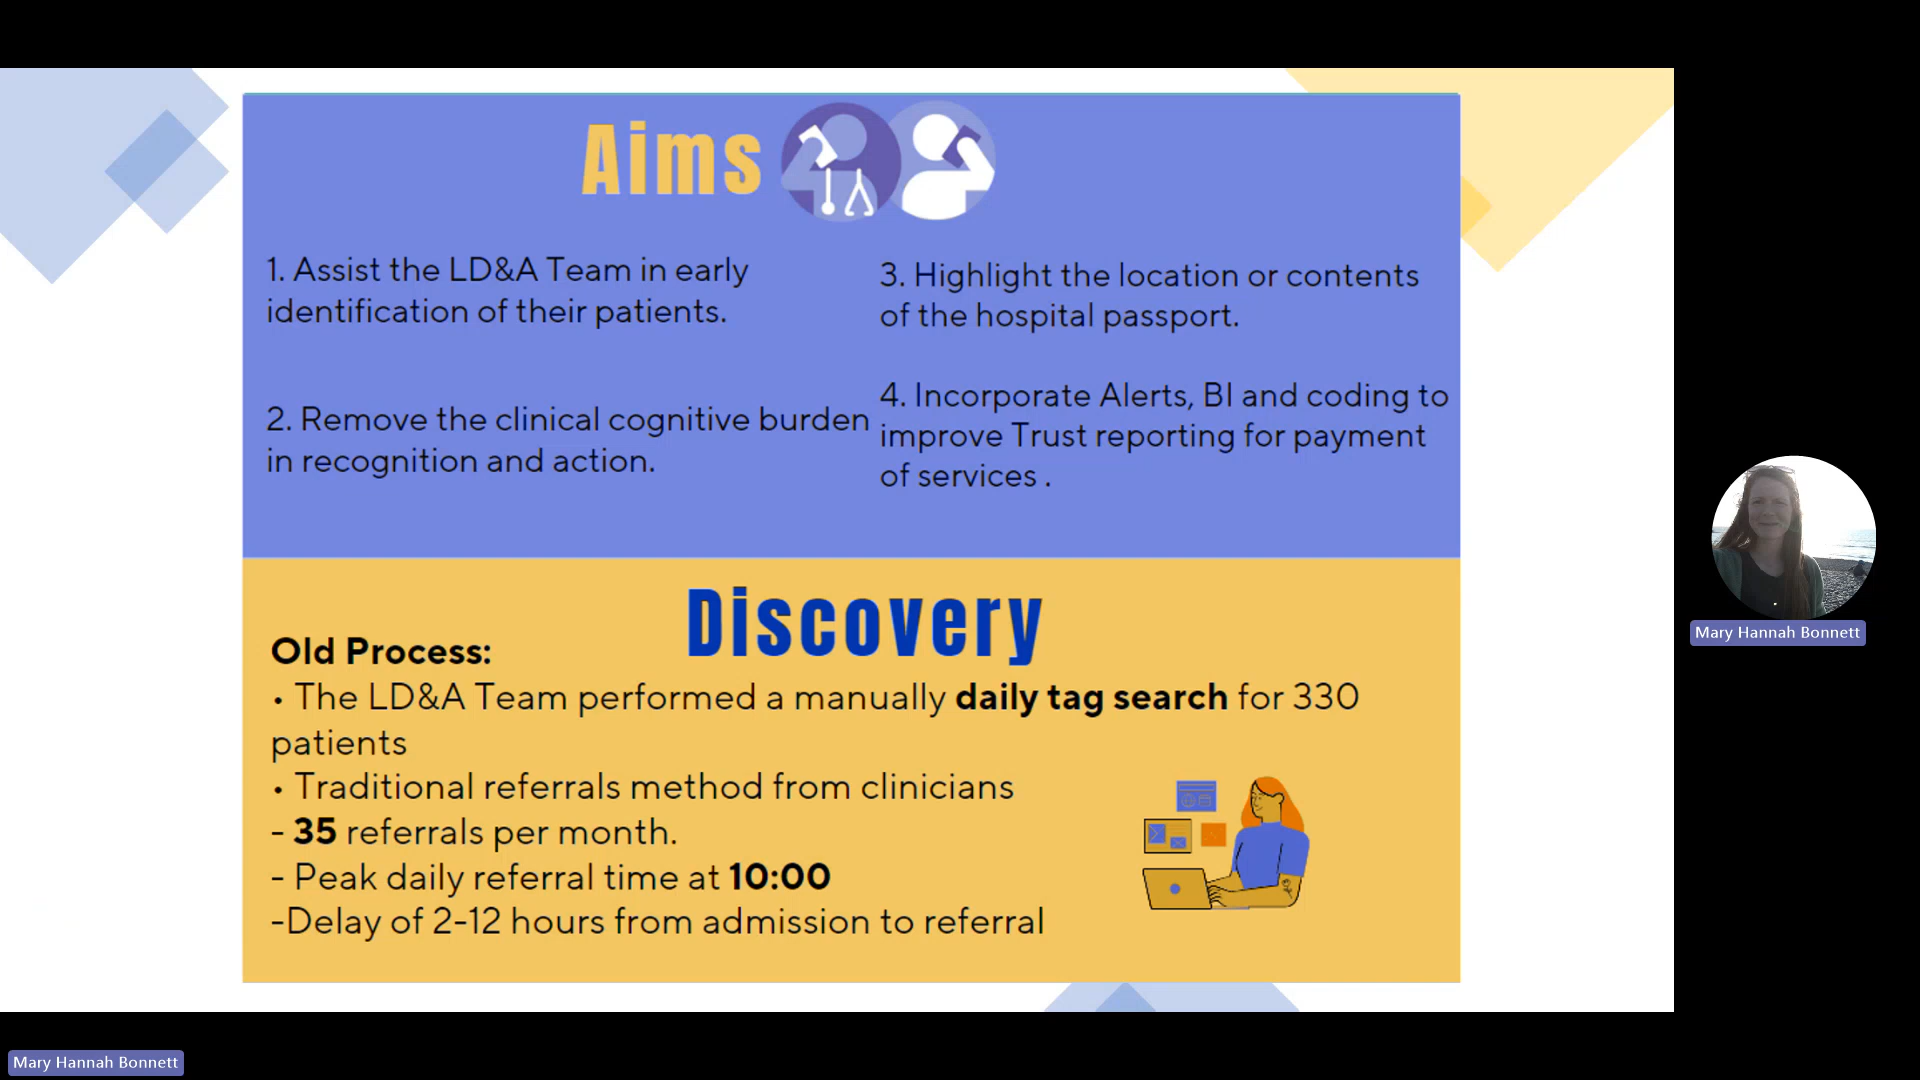 Aims
1. Assist the LD&A Team in early
identification of their patients.
2. Remove the clinical cognitive burden
in recognition and action.
3. Highlight the location or contents
of the hospital passport.
4. Incorporate Alerts, BI and coding to
improve Trust reporting for payment
of services .
Discovery
Old Process:
• The LD&A Team performed a manually daily tag search for 330
patients
• Traditional referrals method from clinicians
- 35 referrals per month.
- Peak daily referral time at 10:00
-Delay of 2-12 hours from admission to referral
Mary Hannah Bonnett
Mary Hannah Bonnett